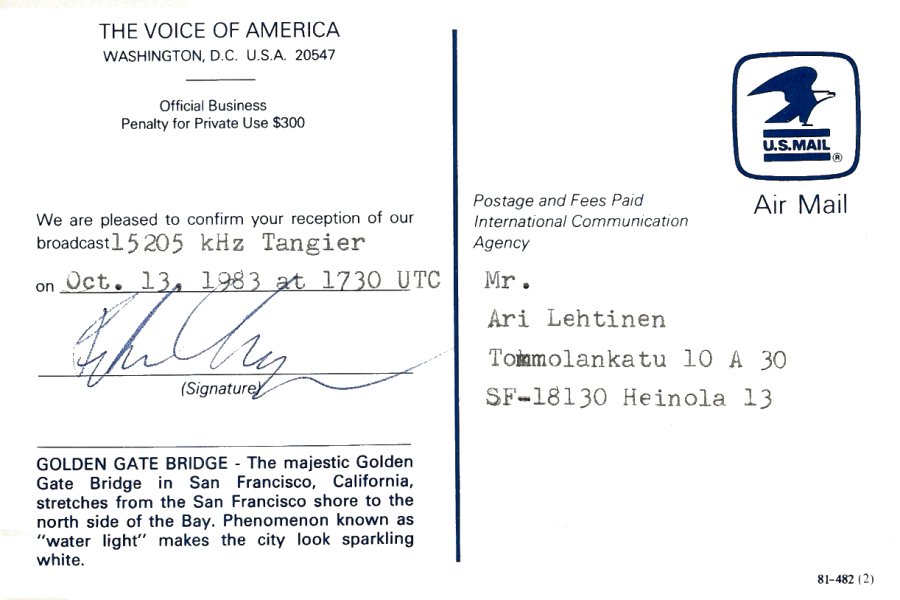 THE VOICE OF AMERICA
WASHINGTON, D.C. U.S.A. 20547
Official Business
Penalty for Private Use $300
We are pleased to confirm your reception of our
broadcast 15205 kHz Tangier
on Oct. 13, 1983 at 1730 UTC
(Signature)
GOLDEN GATE BRIDGE - The majestic Golden
Gate Bridge in San Francisco, California,
stretches from the San Francisco shore to the
north side of the Bay. Phenomenon known as
"water light" makes the city look sparkling
white.
U.S.MAIL ®
Air Mail
Postage and Fees Paid
International Communication
Agency
Mr.
Ari Lehtinen
Tommolankatu 10 A 30
SF-18130 Heinola 13
81-482 (2)